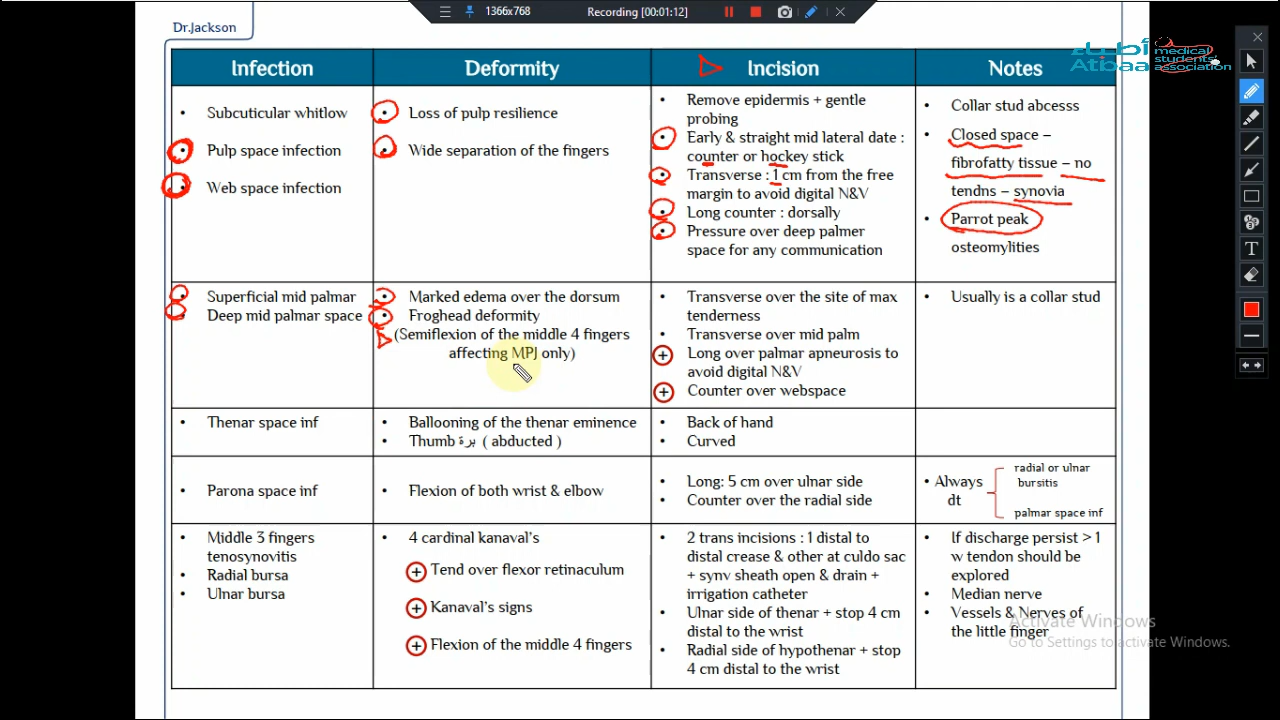 1366x768
Recording [00:01:12]
Dr.Jackson
أطباء
Atbaa
medical
students'
association
Infection
Deformity
Incision
Notes
• Subcuticular whitlow
• Pulp space infection
• Web space infection
• Loss of pulp resilience
• Wide separation of the fingers
• Remove epidermis + gentle
probing
• Early & straight mid lateral date :
counter or hockey stick
• Transverse : 1 cm from the free
margin to avoid digital N&V
• Long counter : dorsally
• Pressure over deep palmer
space for any communication
• Collar stud abcesss
• Closed space –
fibrofatty tissue – no
tendns – synovia
• Parrot peak
osteomylities
• Superficial mid palmar
• Deep mid palmar space
• Marked edema over the dorsum
• Froghead deformity
(Semiflexion of the middle 4 fingers
affecting MPJ only)
• Transverse over the site of max
tenderness
• Transverse over mid palm
+ Long over palmar apneurosis to
avoid digital N&V
+ Counter over webspace
• Usually is a collar stud
• Thenar space inf
• Ballooning of the thenar eminence
• Thumb برة ( abducted )
• Back of hand
• Curved
• Parona space inf
• Flexion of both wrist & elbow
• Long: 5 cm over ulnar side
• Counter over the radial side
• Always
dt
radial or ulnar
bursitis
palmar space inf
• Middle 3 fingers
tenosynovitis
• Radial bursa
• Ulnar bursa
• 4 cardinal kanaval's
+ Tend over flexor retinaculum
+ Kanaval's signs
+ Flexion of the middle 4 fingers
• 2 trans incisions : 1 distal to
distal crease & other at culdo sac
+ synv sheath open & drain +
irrigation catheter
• Ulnar side of thenar + stop 4 cm
distal to the wrist
• Radial side of hypothenar + stop
4 cm distal to the wrist
• If discharge persist > 1
w tendon should be
explored
• Median nerve
• Vessels & Nerves of
the little finger
Activate Windows
Go to Settings to activate Windows.
T